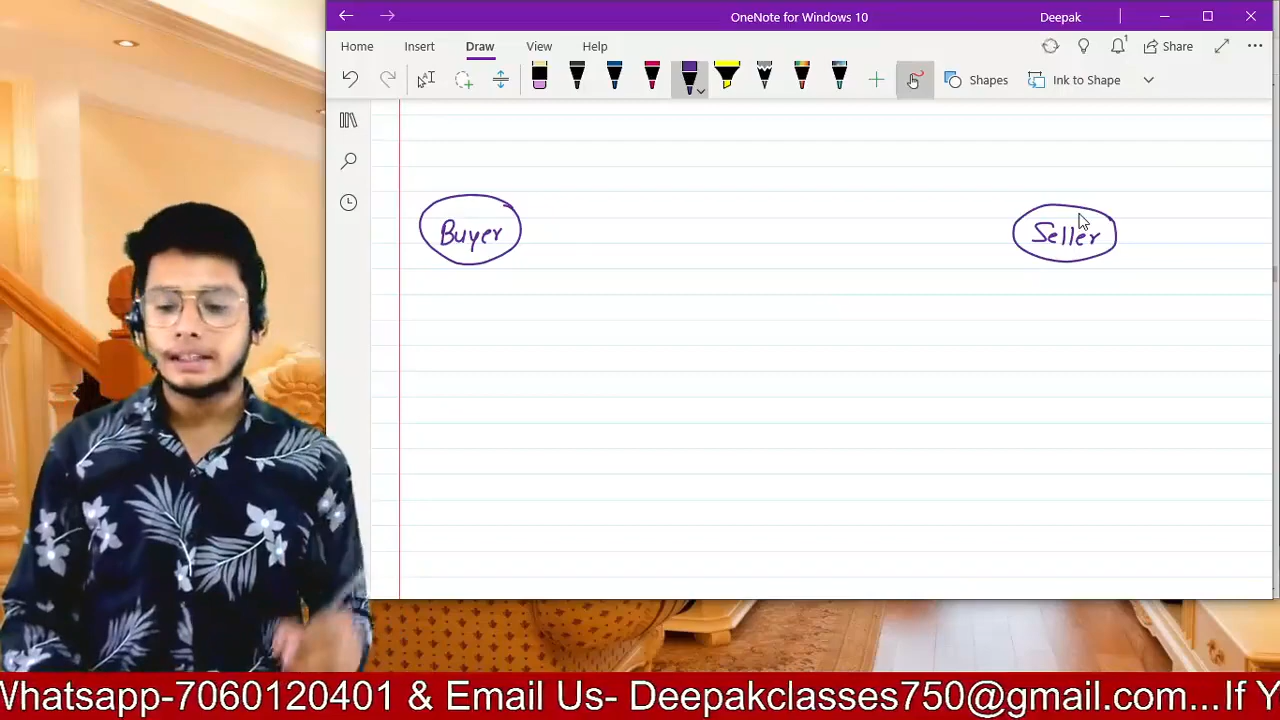 OneNote for Windows 10
Deepak
Home Insert Draw View Help
Share
Shapes
Ink to Shape
Buyer
Seller
Whatsapp-7060120401 & Email Us- Deepakclasses750@gmail.com...If Y